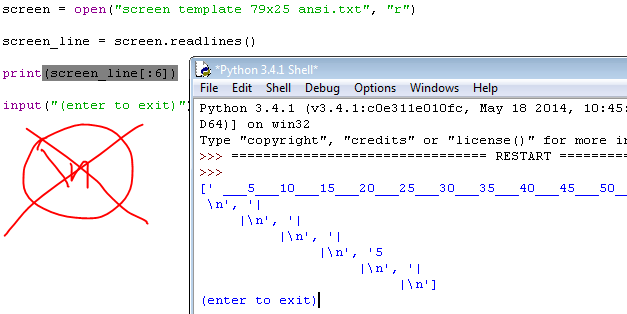 screen = open("screen template 79x25 ansi.txt", "r")
screen_line = screen.readlines()
print(screen_line[:6])
input("(enter to exit)"
\n
*Python 3.4.1 Shell*
File Edit Shell Debug Options Windows Help
Python 3.4.1 (v3.4.1:c0e311e010fc, May 18 2014, 10:45:
D64)] on win32
Type "copyright", "credits" or "license()" for more in
>>> ================================ RESTART =========
>>>
[' ___5___10___15___20___25___30___35___40___45___50__
\n', '|
|\n', '|
|\n', '|
|\n', '5
|\n', '|
|\n']
(enter to exit)